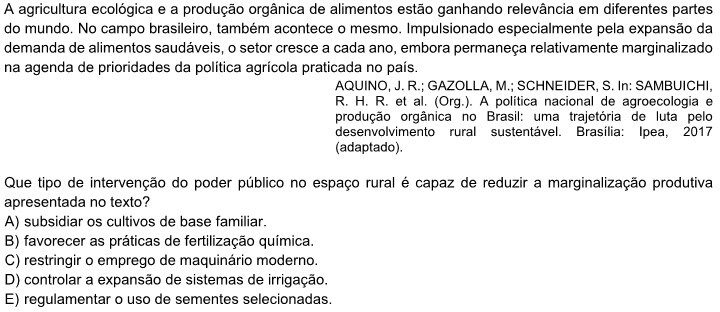 A agricultura ecológica e a produção orgânica de alimentos estão ganhando relevância em diferentes partes
do mundo. No campo brasileiro, também acontece o mesmo. Impulsionado especialmente pela expansão da
demanda de alimentos saudáveis, o setor cresce a cada ano, embora permaneça relativamente marginalizado
na agenda de prioridades da política agrícola praticada no país.
AQUINO, J. R.; GAZOLLA, M.; SCHNEIDER, S. In: SAMBUICHI,
R. H. R. et al. (Org.). A política nacional de agroecologia e
produção orgânica no Brasil: uma trajetória de luta pelo
desenvolvimento rural sustentável. Brasília: Ipea, 2017
(adaptado).
Que tipo de intervenção do poder público no espaço rural é capaz de reduzir a marginalização produtiva
apresentada no texto?
A) subsidiar os cultivos de base familiar.
B) favorecer as práticas de fertilização química.
C) restringir o emprego de maquinário moderno.
D) controlar a expansão de sistemas de irrigação.
E) regulamentar o uso de sementes selecionadas.